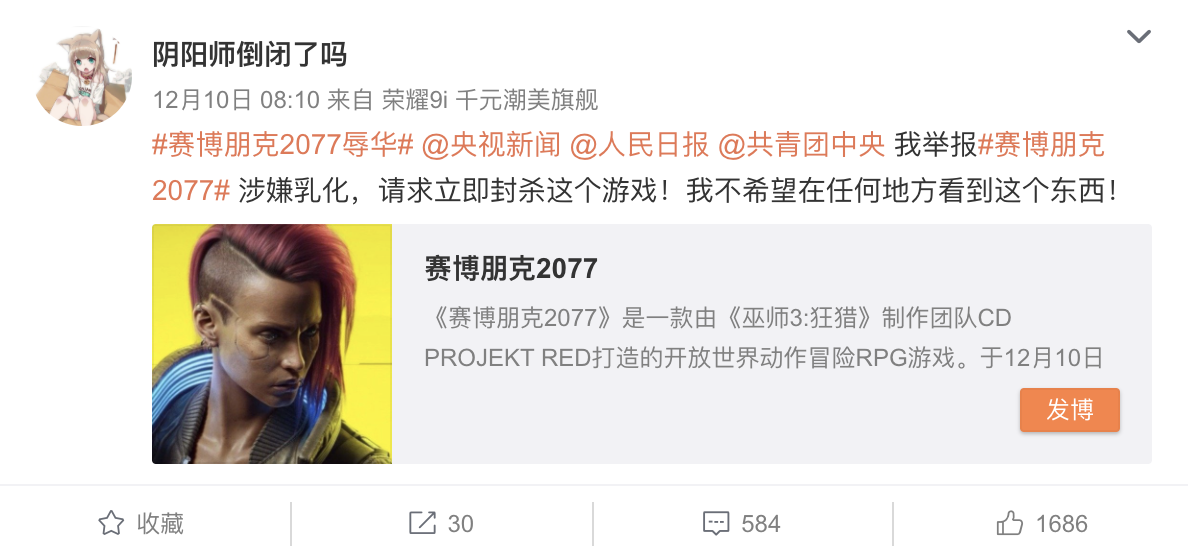 阴阳师倒闭了吗
12月10日 08:10 来自 荣耀9i 千元潮美旗舰
#赛博朋克2077辱华# @央视新闻 @人民日报 @共青团中央 我举报#赛博朋克
2077# 涉嫌乳化，请求立即封杀这个游戏！我不希望在任何地方看到这个东西！
赛博朋克2077
《赛博朋克2077》是一款由《巫师3:狂猎》制作团队CD
PROJEKT RED打造的开放世界动作冒险RPG游戏。于12月10日
发博
收藏
30
584
1686